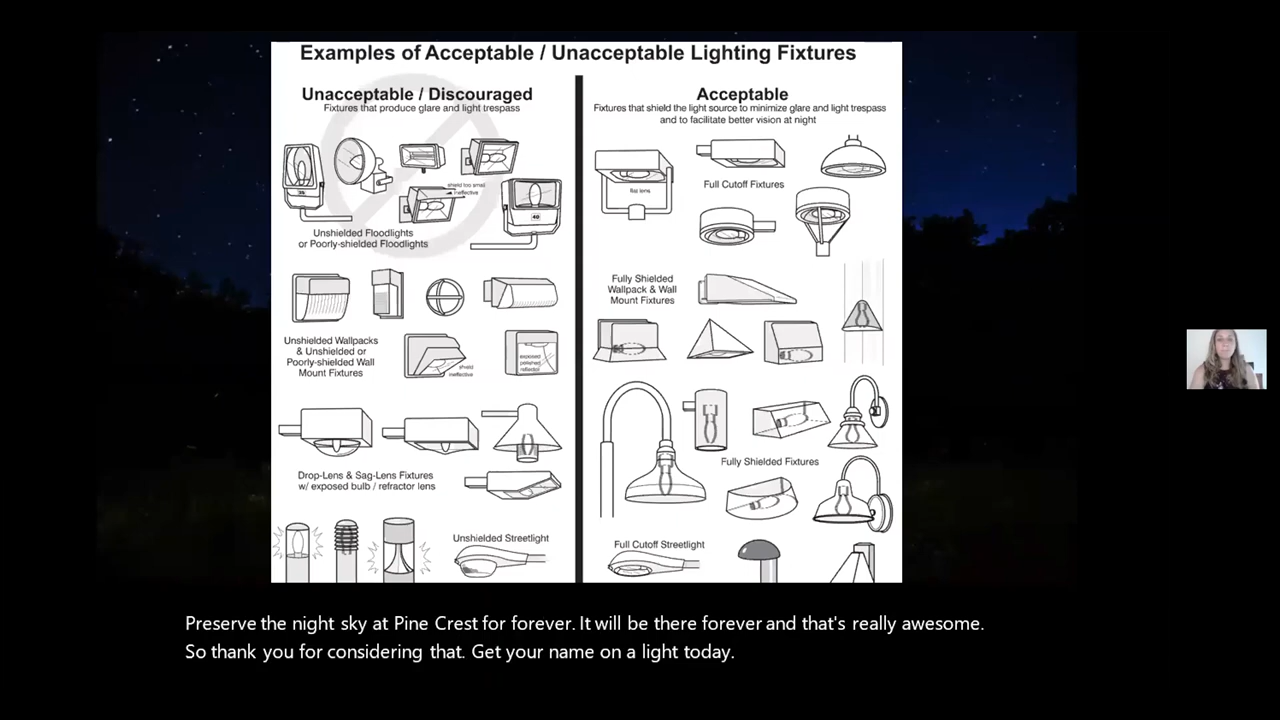 Examples of Acceptable / Unacceptable Lighting Fixtures
Unacceptable / Discouraged
Fixtures that produce glare and light trespass
shield too small
ineffective
40
Unshielded Floodlights
or Poorly-shielded Floodlights
Unshielded Wallpacks
& Unshielded or
Poorly-shielded Wall
Mount Fixtures
shield
ineffective
exposed
polished
reflector
Drop-Lens & Sag-Lens Fixtures
w/ exposed bulb / refractor lens
Unshielded Streetlight
Acceptable
Fixtures that shield the light source to minimize glare and light trespass
and to facilitate better vision at night
flat lens
Full Cutoff Fixtures
Fully Shielded
Wallpack & Wall
Mount Fixtures
Fully Shielded Fixtures
Full Cutoff Streetlight
Preserve the night sky at Pine Crest for forever. It will be there forever and that's really awesome.
So thank you for considering that. Get your name on a light today.